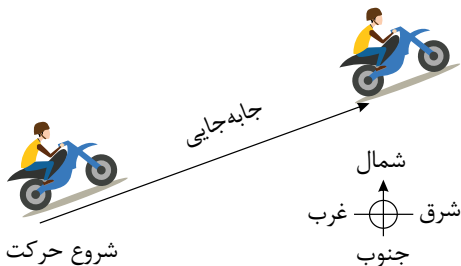 جابه‌جایی
شمال
شرق
غرب
جنوب
شروع حرکت